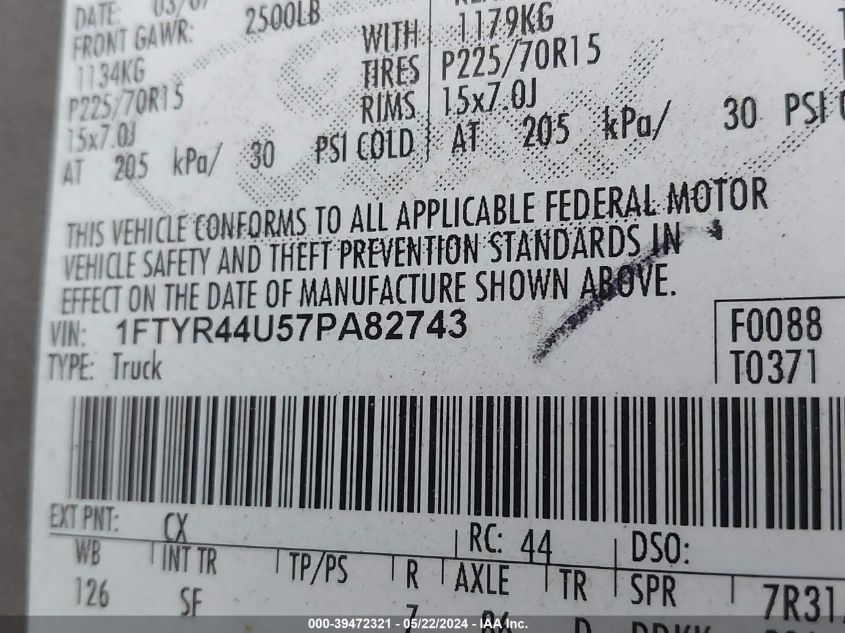 DATE: 03/07
FRONT GAWR: 2500LB
1134KG WITH 1179KG
P225/70R15 TIRES P225/70R15
15x7.0J RIMS 15x7.0J
AT 205 kPa/ 30 PSI COLD AT 205 kPa/ 30 PSI
THIS VEHICLE CONFORMS TO ALL APPLICABLE FEDERAL MOTOR
VEHICLE SAFETY AND THEFT PREVENTION STANDARDS IN
EFFECT ON THE DATE OF MANUFACTURE SHOWN ABOVE.
VIN: 1FTYR44U57PA82743
TYPE: Truck
F0088
T0371
EXT PNT: CX RC: 44 DSO:
WB INT TR TP/PS R AXLE TR SPR 7R31
126 SF 7 86 D
000-39472321 - 05/22/2024 - IAA Inc.